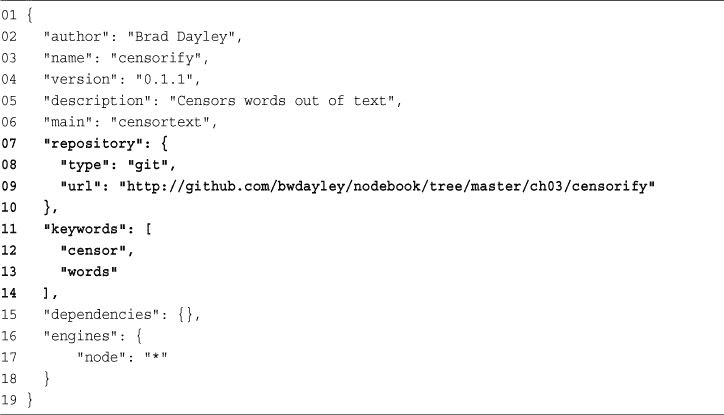 01 {
02   "author": "Brad Dayley",
03   "name": "censorify",
04   "version": "0.1.1",
05   "description": "Censors words out of text",
06   "main": "censortext",
07   "repository": {
08     "type": "git",
09     "url": "http://github.com/bwdayley/nodebook/tree/master/ch03/censorify"
10   },
11   "keywords": [
12     "censor",
13     "words"
14   ],
15   "dependencies": {},
16   "engines": {
17       "node": "*"
18   }
19 }